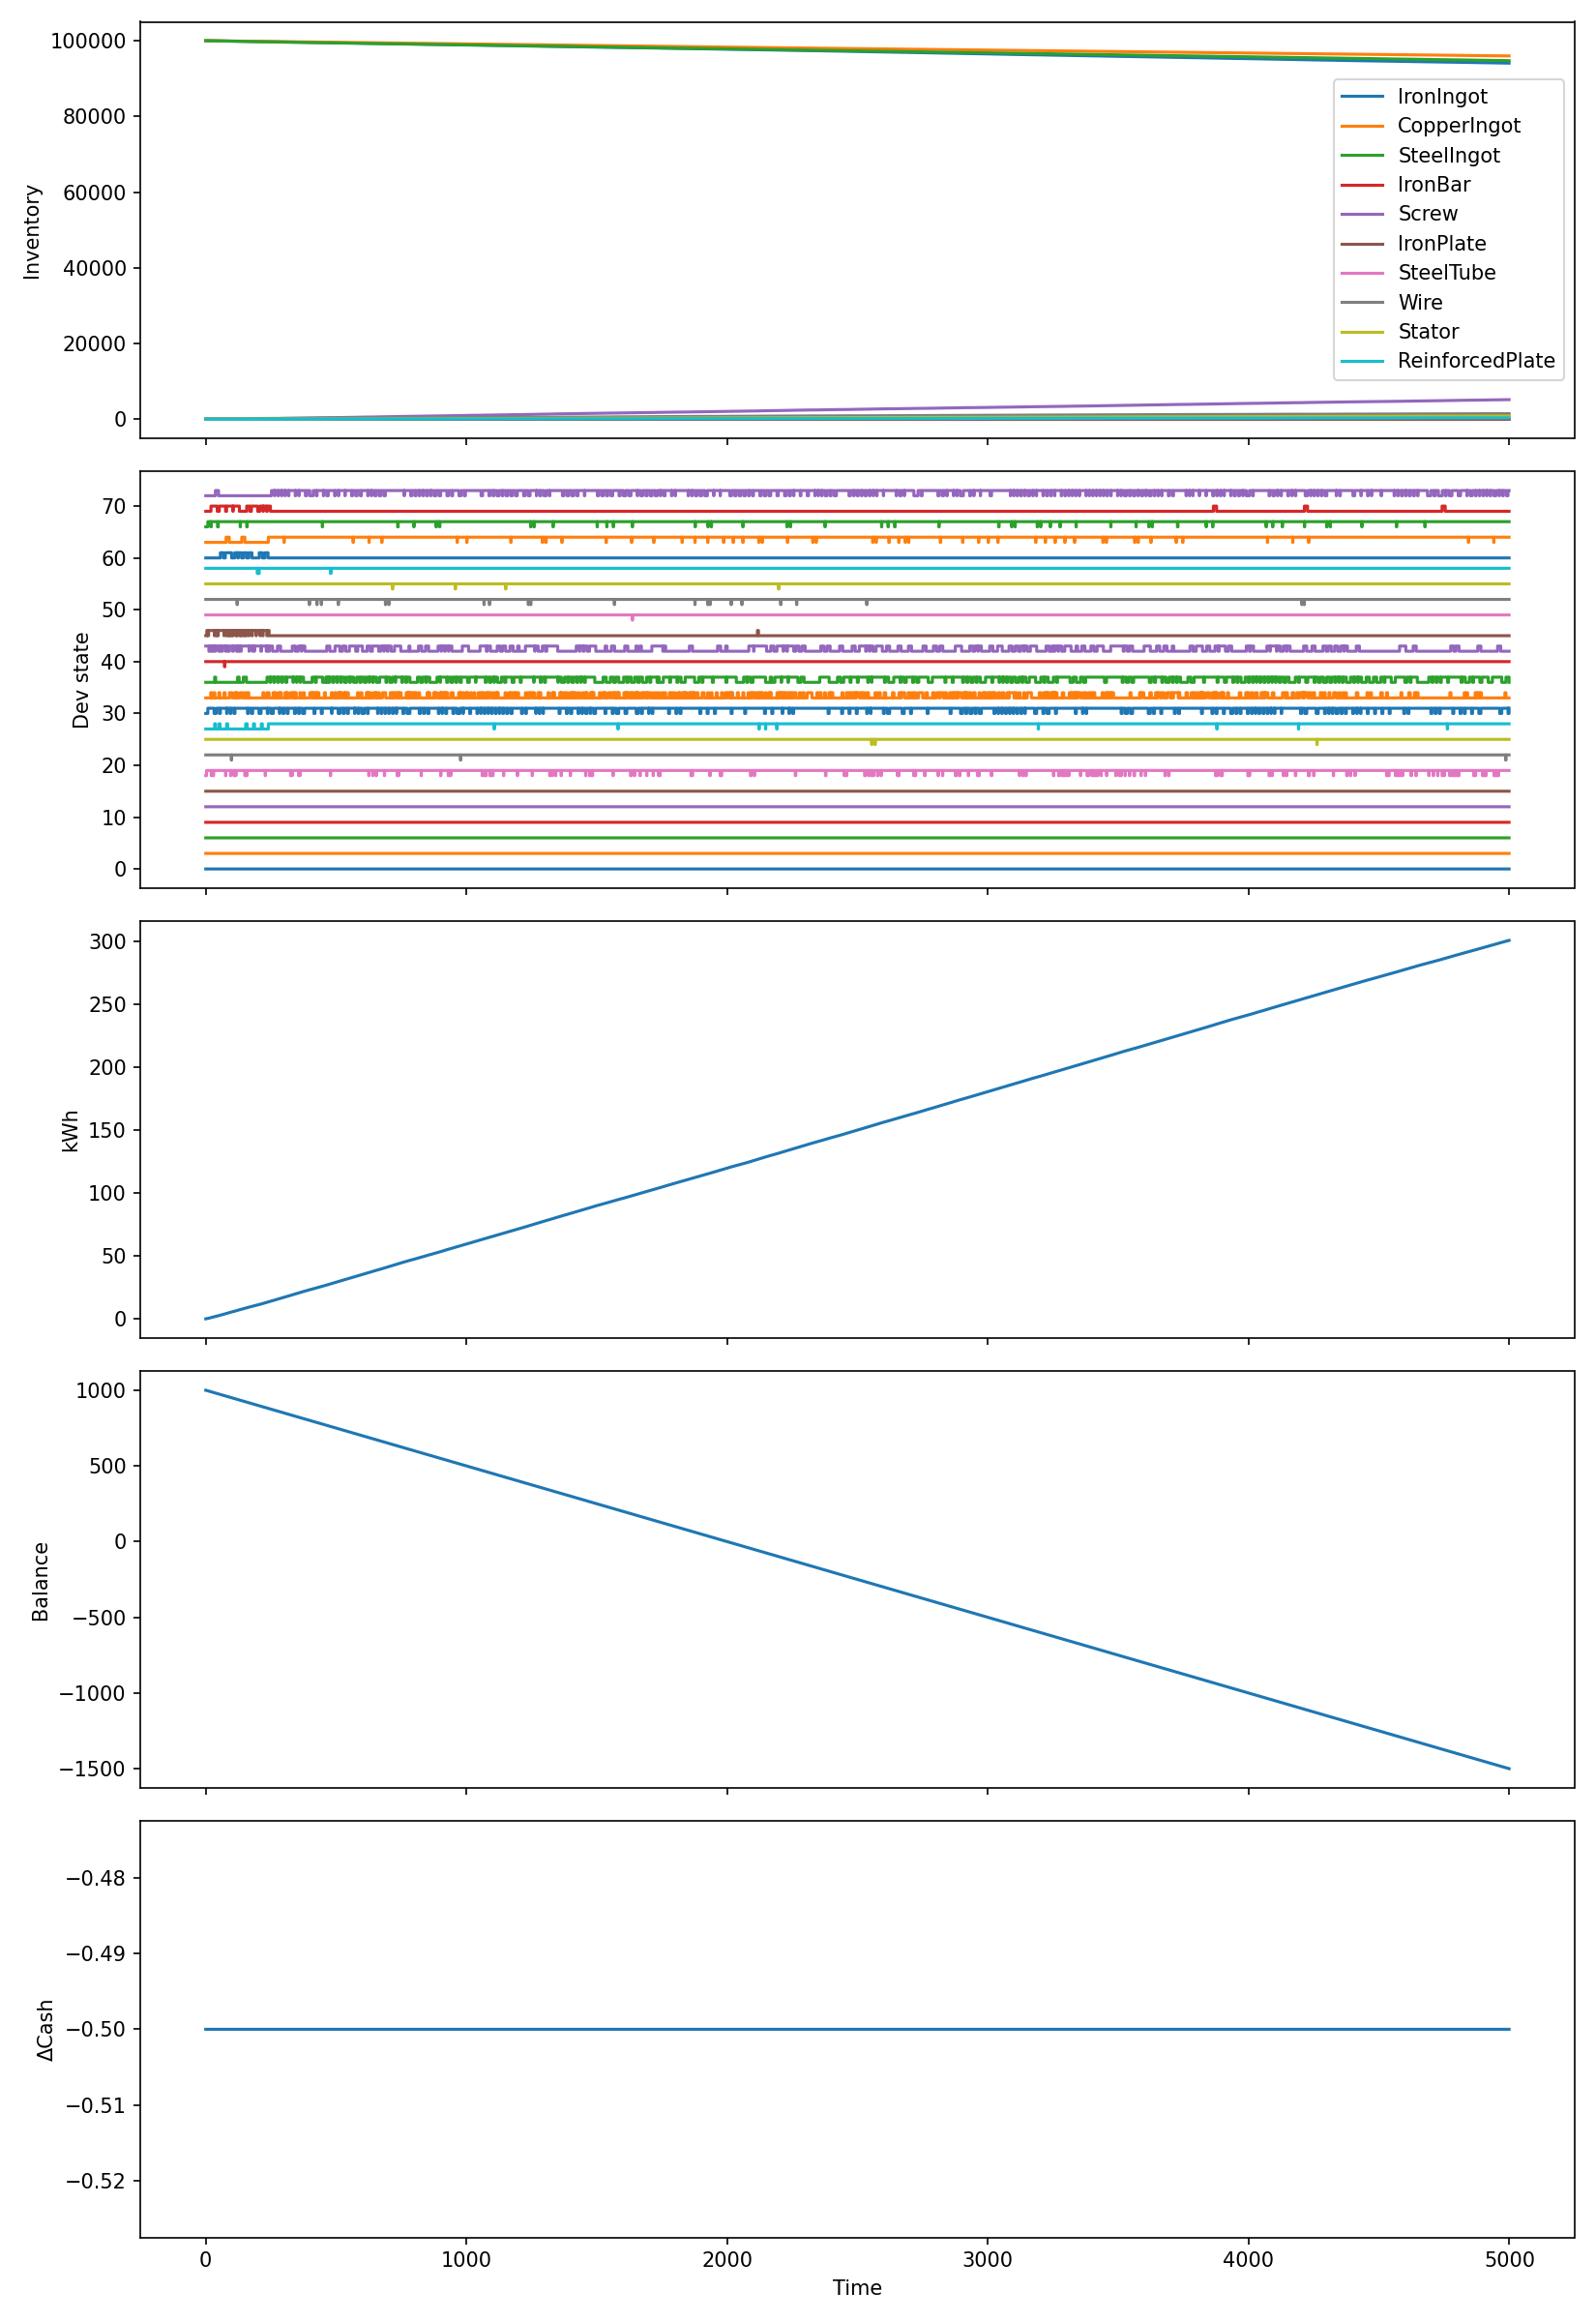 Inventory
100000
80000
60000
40000
20000
0
IronIngot
CopperIngot
SteelIngot
IronBar
Screw
IronPlate
SteelTube
Wire
Stator
ReinforcedPlate
Dev state
70
60
50
40
30
20
10
0
kWh
300
250
200
150
100
50
0
Balance
1000
500
0
−500
−1000
−1500
ΔCash
−0.48
−0.49
−0.50
−0.51
−0.52
0 1000 2000 3000 4000 5000
Time